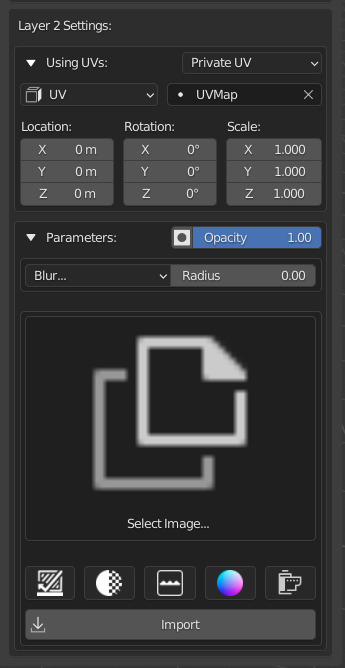 Layer 2 Settings:
Using UVs: Private UV
UV UVMap
Location: Rotation: Scale:
X 0 m X 0° X 1.000
Y 0 m Y 0° Y 1.000
Z 0 m Z 0° Z 1.000
Parameters: Opacity 1.00
Blur... Radius 0.00
Select Image...
Import